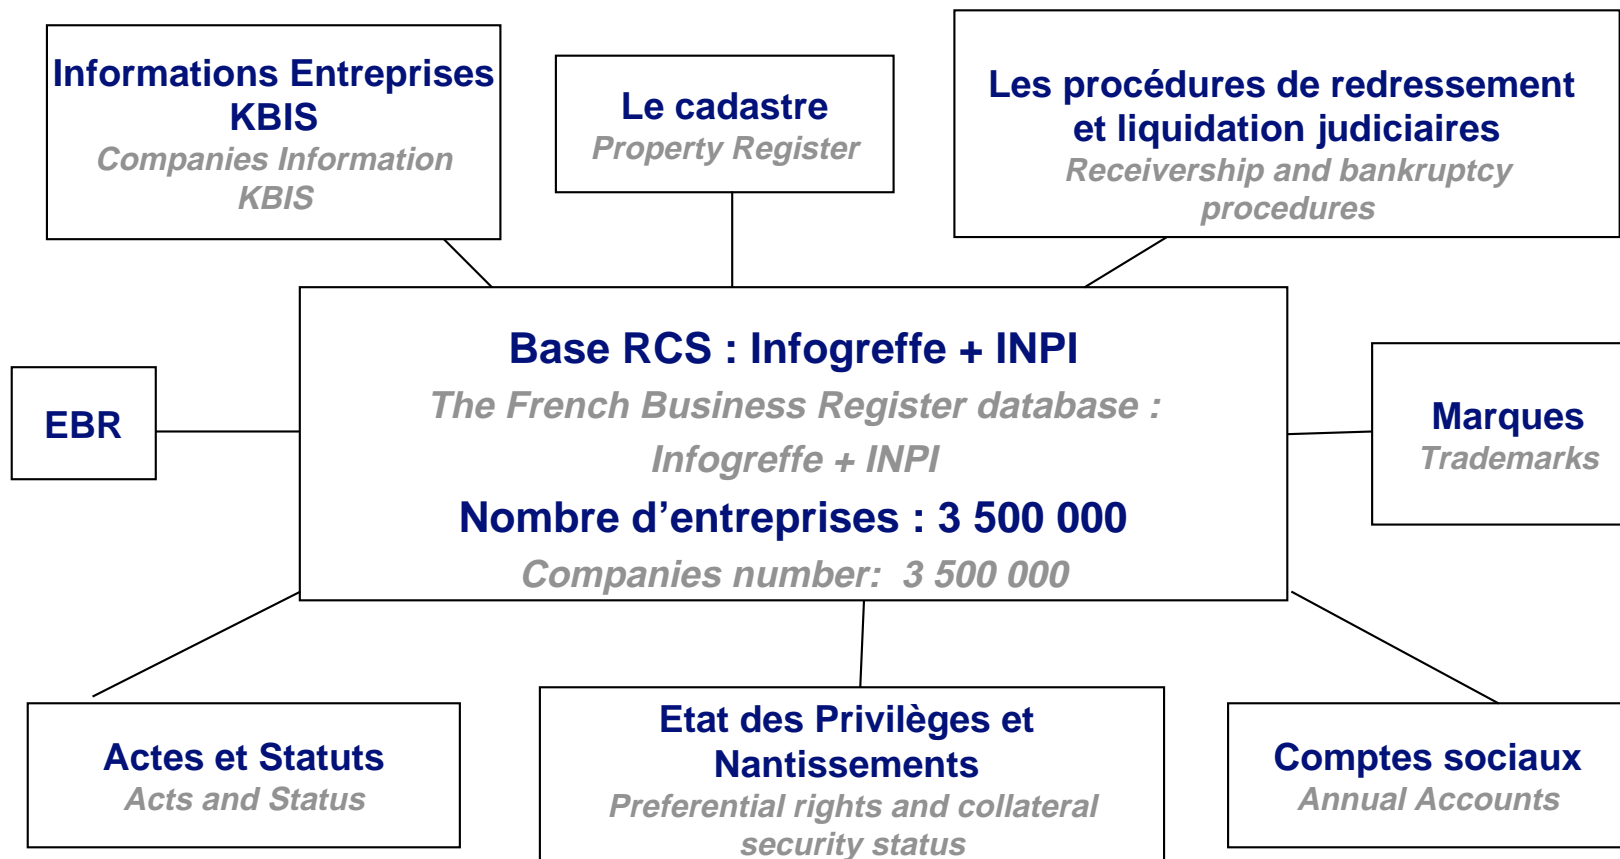 Informations Entreprises
KBIS
Companies Information
KBIS
Le cadastre
Property Register
Les procédures de redressement
et liquidation judiciaires
Receivership and bankruptcy
procedures
EBR
Base RCS : Infogreffe + INPI
The French Business Register database :
Infogreffe + INPI
Nombre d’entreprises : 3 500 000
Companies number:  3 500 000
Marques
Trademarks
Actes et Statuts
Acts and Status
Etat des Privilèges et
Nantissements
Preferential rights and collateral
security status
Comptes sociaux
Annual Accounts